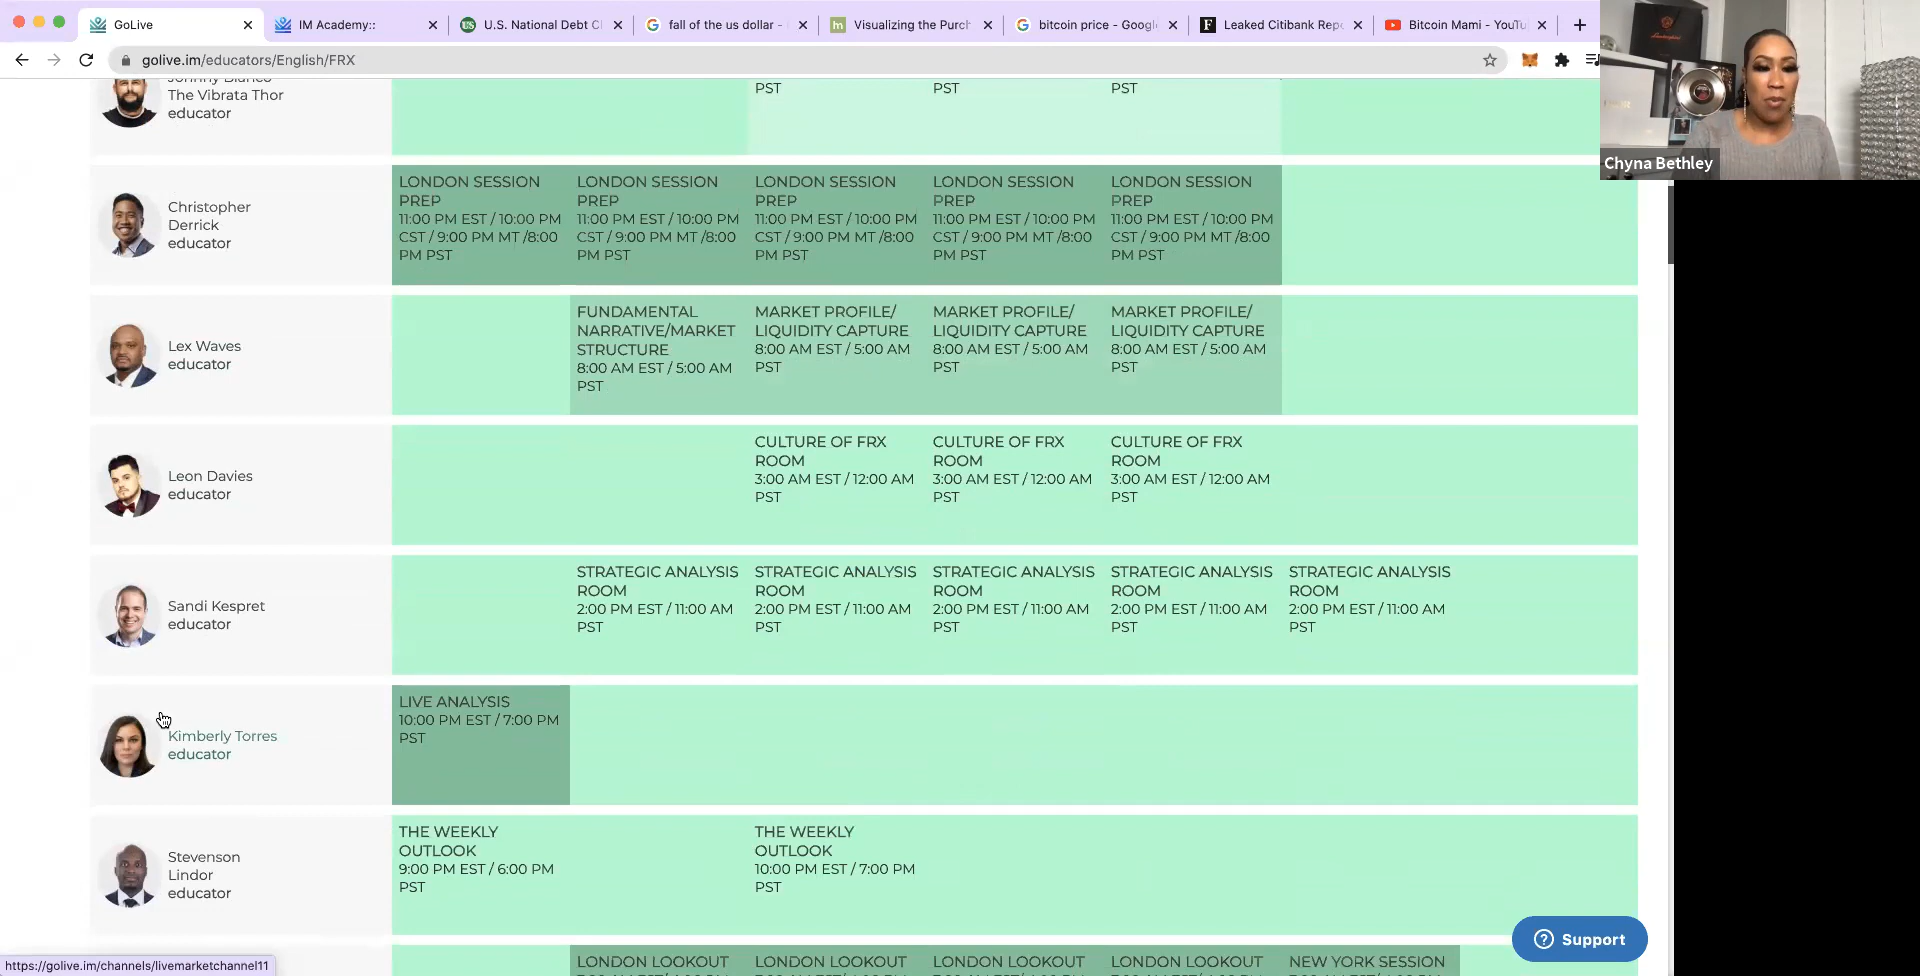 GoLive
IM Academy::
U.S. National Debt C
fall of the us dollar -
Visualizing the Purch
bitcoin price - Google
Leaked Citibank Rep
Bitcoin Mami - YouTu
golive.im/educators/English/FRX
Chyna Bethley
Johnny Blanco
The Vibrata Thor
educator
PST
PST
PST
Christopher
Derrick
educator
LONDON SESSION
PREP
11:00 PM EST / 10:00 PM
CST / 9:00 PM MT /8:00
PM PST
LONDON SESSION
PREP
11:00 PM EST / 10:00 PM
CST / 9:00 PM MT /8:00
PM PST
LONDON SESSION
PREP
11:00 PM EST / 10:00 PM
CST / 9:00 PM MT /8:00
PM PST
LONDON SESSION
PREP
11:00 PM EST / 10:00 PM
CST / 9:00 PM MT /8:00
PM PST
LONDON SESSION
PREP
11:00 PM EST / 10:00 PM
CST / 9:00 PM MT /8:00
PM PST
Lex Waves
educator
FUNDAMENTAL
NARRATIVE/MARKET
STRUCTURE
8:00 AM EST / 5:00 AM
PST
MARKET PROFILE/
LIQUIDITY CAPTURE
8:00 AM EST / 5:00 AM
PST
MARKET PROFILE/
LIQUIDITY CAPTURE
8:00 AM EST / 5:00 AM
PST
MARKET PROFILE/
LIQUIDITY CAPTURE
8:00 AM EST / 5:00 AM
PST
Leon Davies
educator
CULTURE OF FRX
ROOM
3:00 AM EST / 12:00 AM
PST
CULTURE OF FRX
ROOM
3:00 AM EST / 12:00 AM
PST
CULTURE OF FRX
ROOM
3:00 AM EST / 12:00 AM
PST
Sandi Kespret
educator
STRATEGIC ANALYSIS
ROOM
2:00 PM EST / 11:00 AM
PST
STRATEGIC ANALYSIS
ROOM
2:00 PM EST / 11:00 AM
PST
STRATEGIC ANALYSIS
ROOM
2:00 PM EST / 11:00 AM
PST
STRATEGIC ANALYSIS
ROOM
2:00 PM EST / 11:00 AM
PST
STRATEGIC ANALYSIS
ROOM
2:00 PM EST / 11:00 AM
PST
Kimberly Torres
educator
LIVE ANALYSIS
10:00 PM EST / 7:00 PM
PST
Stevenson
Lindor
educator
THE WEEKLY
OUTLOOK
9:00 PM EST / 6:00 PM
PST
THE WEEKLY
OUTLOOK
10:00 PM EST / 7:00 PM
PST
LONDON LOOKOUT
LONDON LOOKOUT
LONDON LOOKOUT
LONDON LOOKOUT
NEW YORK SESSION
Support
https://golive.im/channels/livemarketchannel11